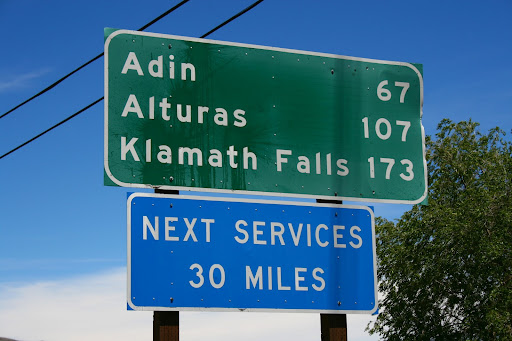 Adin 67
Alturas 107
Klamath Falls 173
NEXT SERVICES
30 MILES